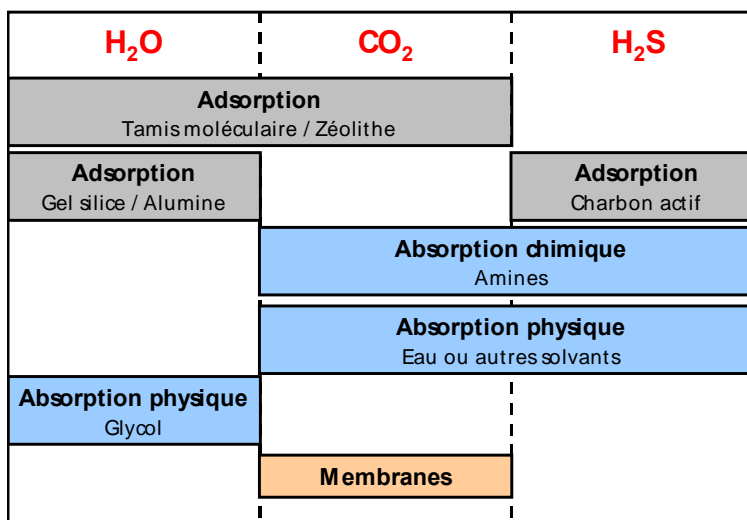 H₂O CO₂ H₂S
Adsorption
Tamis moléculaire / Zéolithe
Adsorption
Gel silice / Alumine
Adsorption
Charbon actif
Absorption chimique
Amines
Absorption physique
Eau ou autres solvants
Absorption physique
Glycol
Membranes